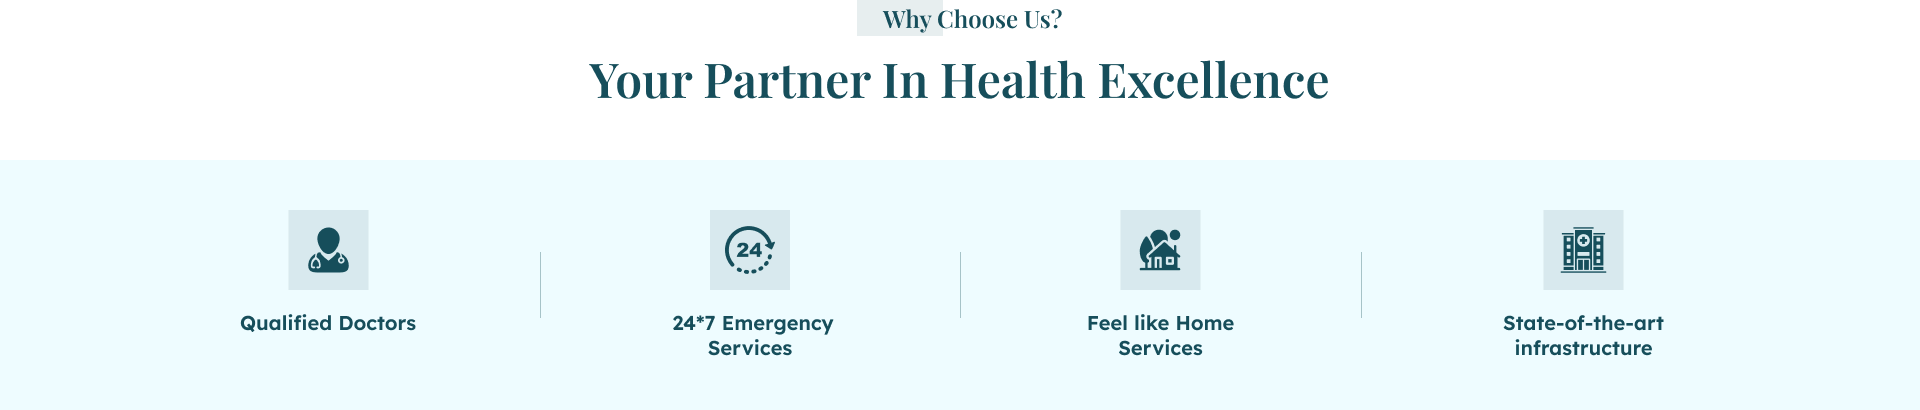 Why Choose Us?
Your Partner In Health Excellence
24
Qualified Doctors
24*7 Emergency
Services
Feel like Home
Services
State-of-the-art
infrastructure